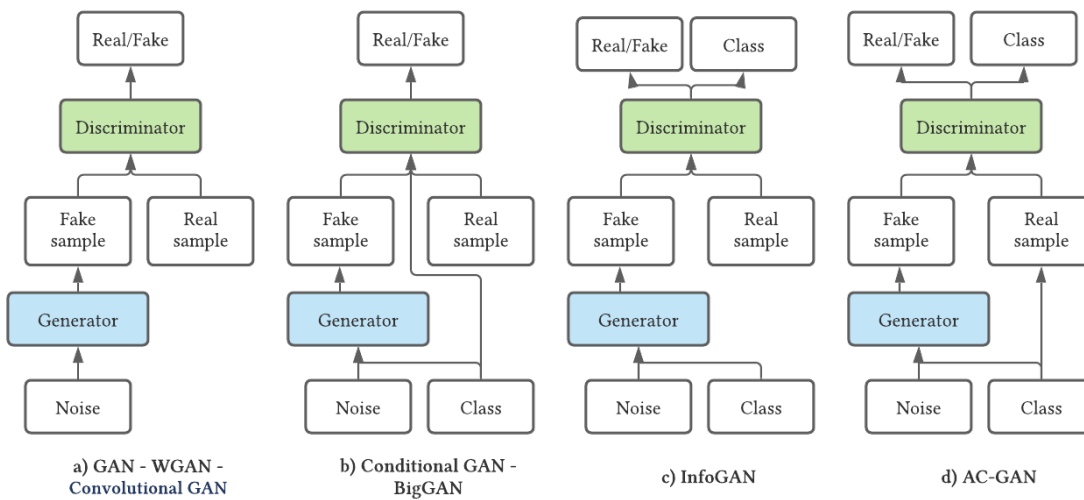 Real/Fake
Discriminator
Fake
sample
Real
sample
Generator
Noise
a) GAN - WGAN -
Convolutional GAN
Real/Fake
Discriminator
Fake
sample
Real
sample
Generator
Noise
Class
b) Conditional GAN -
BigGAN
Real/Fake
Class
Discriminator
Fake
sample
Real
sample
Generator
Noise
Class
c) InfoGAN
Real/Fake
Class
Discriminator
Fake
sample
Real
sample
Generator
Noise
Class
d) AC-GAN